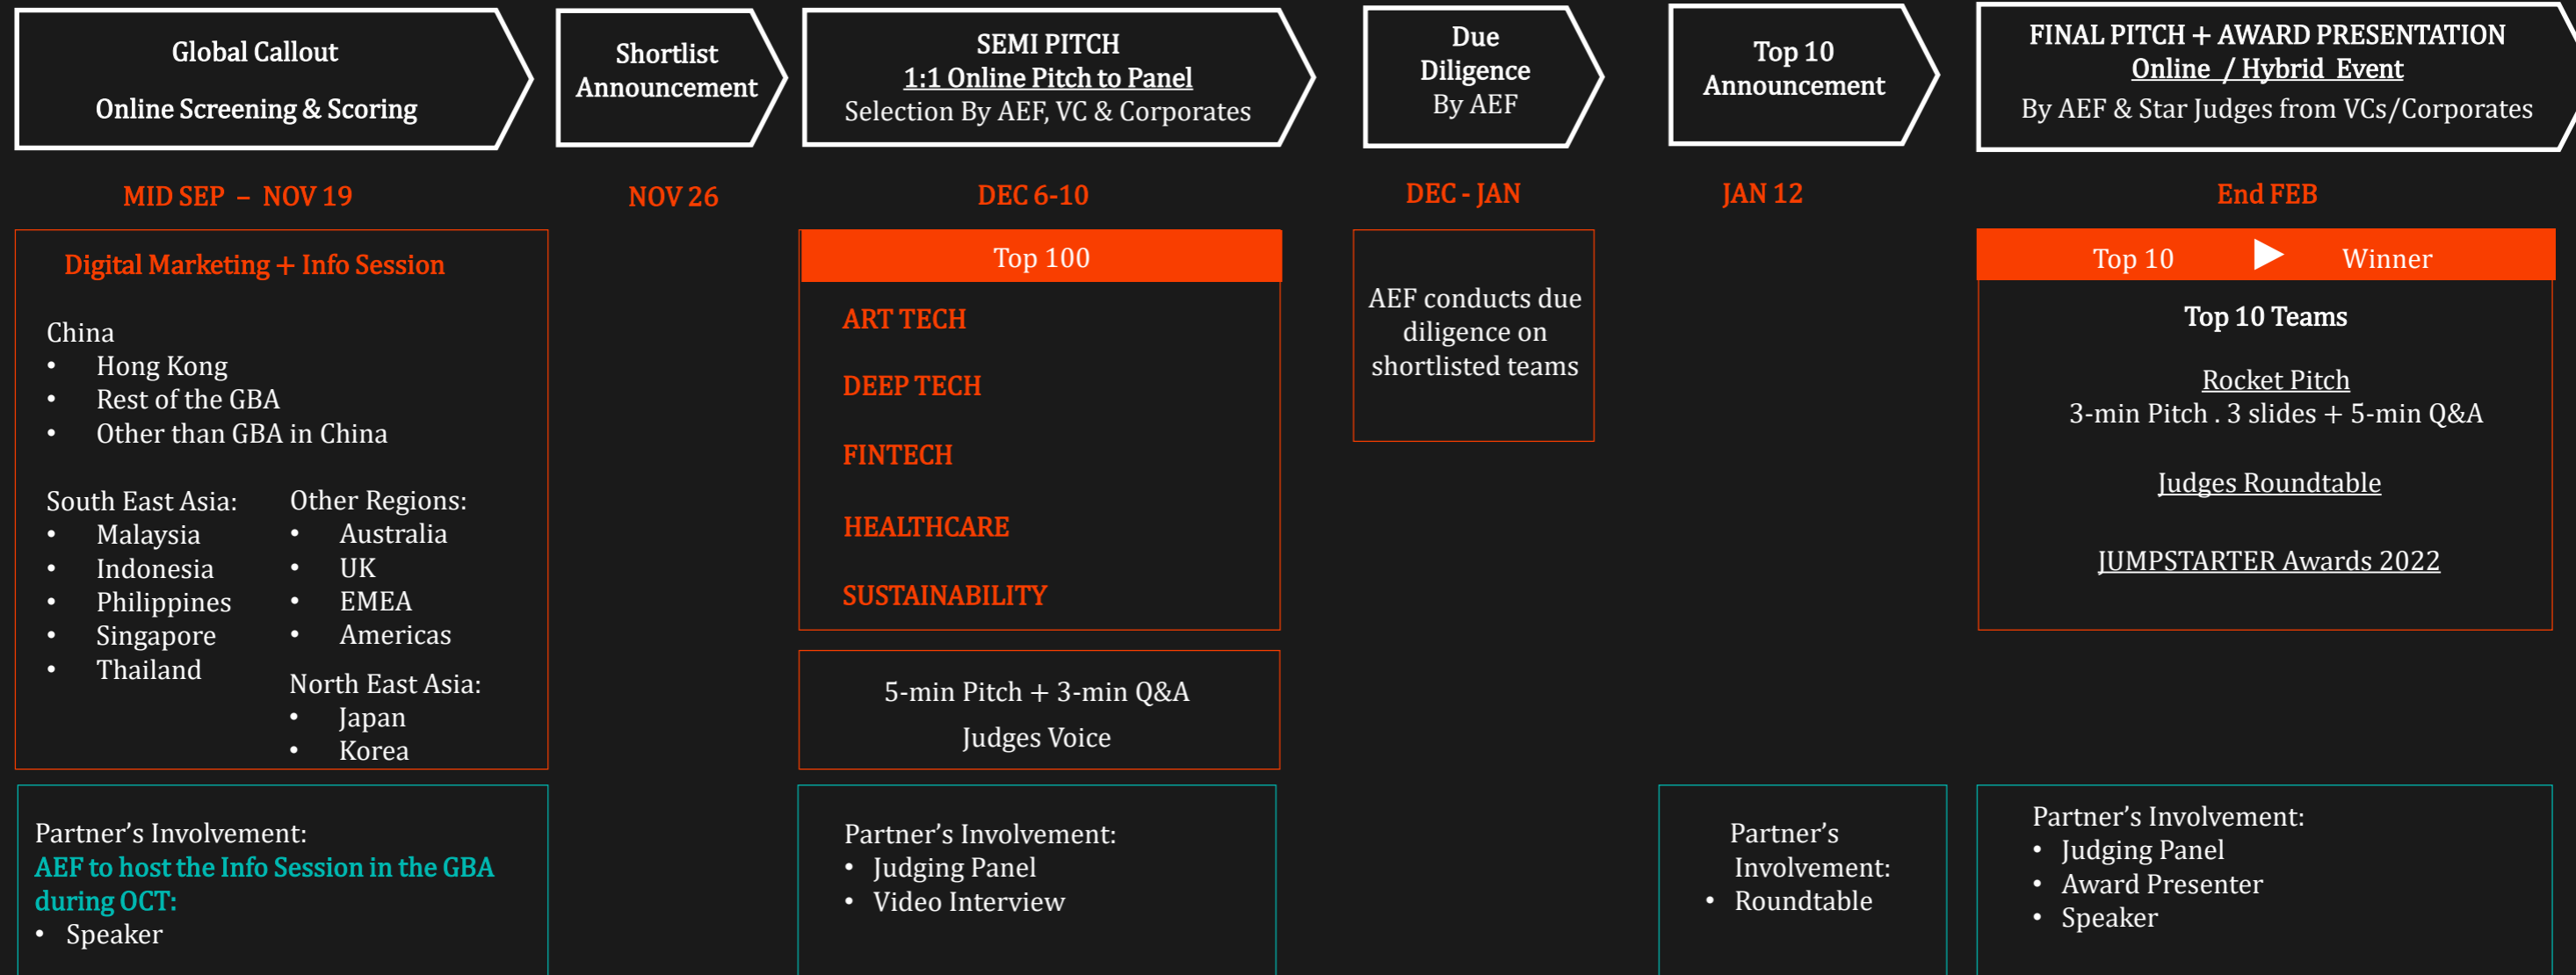 Global Callout
Online Screening & Scoring
Shortlist
Announcement
SEMI PITCH
1:1 Online Pitch to Panel
Selection By AEF, VC & Corporates
Due
Diligence
By AEF
Top 10
Announcement
FINAL PITCH + AWARD PRESENTATION
Online / Hybrid Event
By AEF & Star Judges from VCs/Corporates
MID SEP – NOV 19
NOV 26
DEC 6-10
DEC - JAN
JAN 12
End FEB
Digital Marketing + Info Session
China
• Hong Kong
• Rest of the GBA
• Other than GBA in China
South East Asia:
• Malaysia
• Indonesia
• Philippines
• Singapore
• Thailand
Other Regions:
• Australia
• UK
• EMEA
• Americas
North East Asia:
• Japan
• Korea
Top 100
ART TECH
DEEP TECH
FINTECH
HEALTHCARE
SUSTAINABILITY
5-min Pitch + 3-min Q&A
Judges Voice
AEF conducts due
diligence on
shortlisted teams
Top 10 ▶ Winner
Top 10 Teams
Rocket Pitch
3-min Pitch . 3 slides + 5-min Q&A
Judges Roundtable
JUMPSTARTER Awards 2022
Partner’s Involvement:
AEF to host the Info Session in the GBA
during OCT:
• Speaker
Partner’s Involvement:
• Judging Panel
• Video Interview
Partner’s
Involvement:
• Roundtable
Partner’s Involvement:
• Judging Panel
• Award Presenter
• Speaker